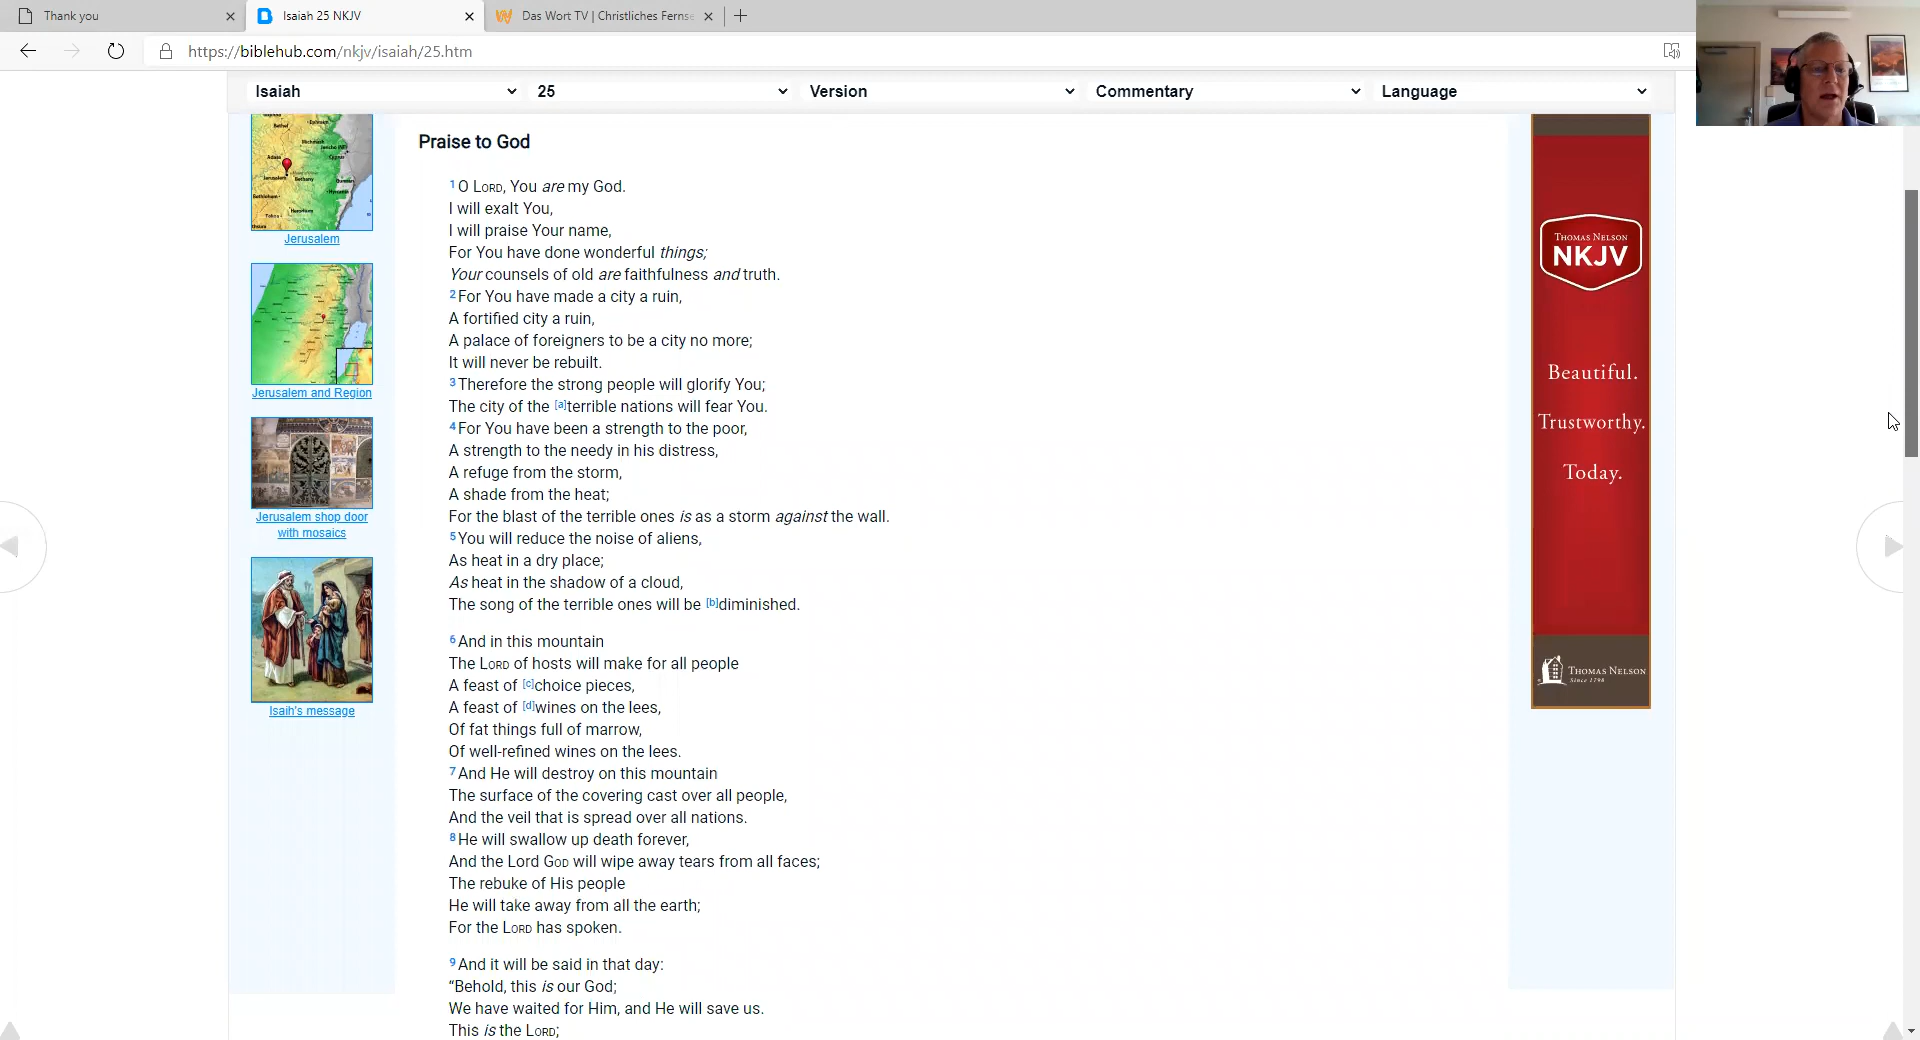 Thank you
Isaiah 25 NKJV
Das Wort TV | Christliches Fernse
https://biblehub.com/nkjv/isaiah/25.htm
Isaiah
25
Version
Commentary
Language
Jerusalem
Jerusalem and Region
Jerusalem shop door
with mosaics
Isaih's message
Praise to God
1 O LORD, You are my God.
I will exalt You,
I will praise Your name,
For You have done wonderful things;
Your counsels of old are faithfulness and truth.
2 For You have made a city a ruin,
A fortified city a ruin,
A palace of foreigners to be a city no more;
It will never be rebuilt.
3 Therefore the strong people will glorify You;
The city of the [a]terrible nations will fear You.
4 For You have been a strength to the poor,
A strength to the needy in his distress,
A refuge from the storm,
A shade from the heat;
For the blast of the terrible ones is as a storm against the wall.
5 You will reduce the noise of aliens,
As heat in a dry place;
As heat in the shadow of a cloud,
The song of the terrible ones will be [b]diminished.
6 And in this mountain
The LORD of hosts will make for all people
A feast of [c]choice pieces,
A feast of [d]wines on the lees,
Of fat things full of marrow,
Of well-refined wines on the lees.
7 And He will destroy on this mountain
The surface of the covering cast over all people,
And the veil that is spread over all nations.
8 He will swallow up death forever,
And the Lord GOD will wipe away tears from all faces;
The rebuke of His people
He will take away from all the earth;
For the LORD has spoken.
9 And it will be said in that day:
“Behold, this is our God;
We have waited for Him, and He will save us.
This is the LORD;
THOMAS NELSON
NKJV
Beautiful.
Trustworthy.
Today.
THOMAS NELSON
Since 1798